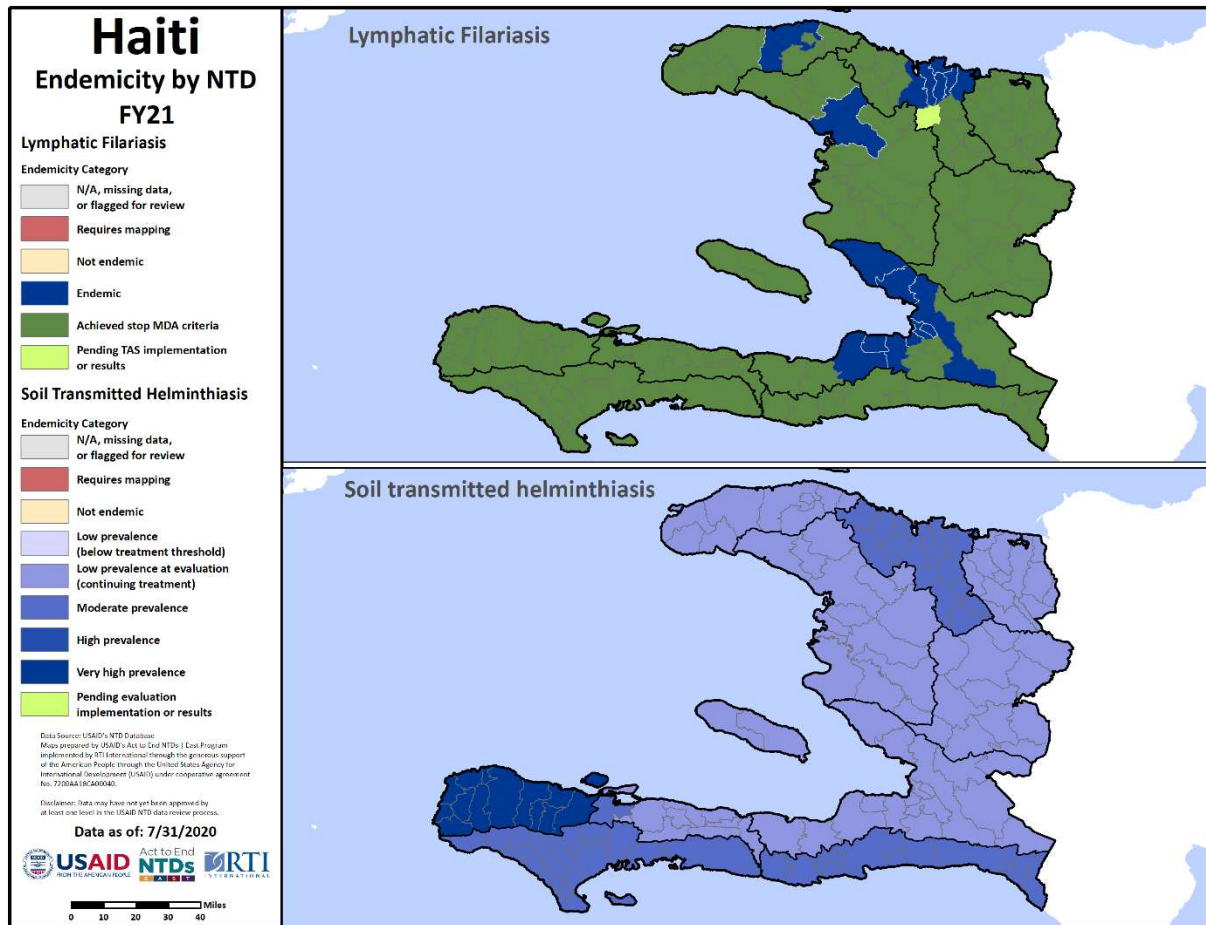 Haiti
Endemicity by NTD
FY21
Lymphatic Filariasis
Endemicity Category
N/A, missing data,
or flagged for review
Requires mapping
Not endemic
Endemic
Achieved stop MDA criteria
Pending TAS implementation
or results
Soil Transmitted Helminthiasis
Endemicity Category
N/A, missing data,
or flagged for review
Requires mapping
Not endemic
Low prevalence
(below treatment threshold)
Low prevalence at evaluation
(continuing treatment)
Moderate prevalence
High prevalence
Very high prevalence
Pending evaluation
implementation or results
Data Source: USAID's NTD Database
Maps prepared by USAID's Act to End NTDs | East Program
implemented by RTI International through the generous support
of the American People through the United States Agency for
International Development (USAID) under cooperative agreement
No. 7200AA18CA00040.
Disclaimer: Data may have not yet been approved by
at least one level in the USAID NTD data review process.
Data as of: 7/31/2020
USAID
FROM THE AMERICAN PEOPLE
Act to End
NTDs
EAST
RTI
INTERNATIONAL
Miles
0 10 20 30 40
Lymphatic Filariasis
Soil transmitted helminthiasis